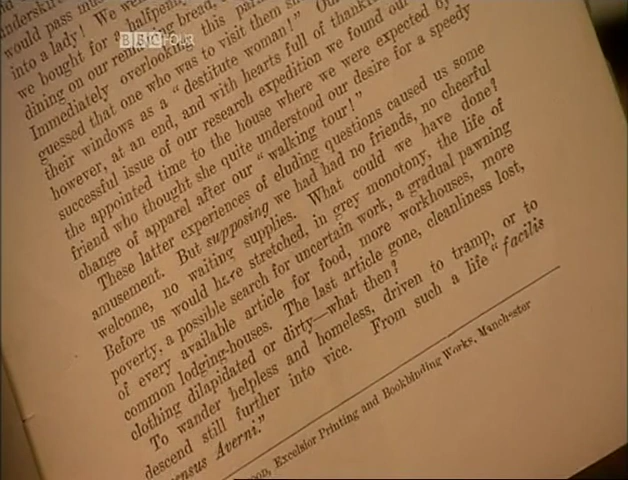 would pass mus
into a lady! We we
we bought for a halfpenny
dining on our rem ing bread,
Immediately overlooking this par
guessed that one who was to visit them s
their windows as a "destitute woman!" Ou
however, at an end, and with hearts full of thankf
successful issue of our research expedition we found our
the appointed time to the house where we were expected by
friend who thought she quite understood our desire for a speedy
change of apparel after our "walking tour!"
These latter experiences of eluding questions caused us some
amusement. But supposing we had had no friends, no cheerful
welcome, no waiting supplies. What could we have done?
Before us would have stretched, in grey monotony, the life of
poverty, a possible search for uncertain work, a gradual pawning
of every available article for food, more workhouses, more
common lodging-houses. The last article gone, cleanliness lost,
clothing dilapidated or dirty—what then?
To wander helpless and homeless, driven to tramp, or to
descend still further into vice. From such a life "facilis
ensus Averni."
on, Excelsior Printing and Bookbinding Works, Manchester
BBC FOUR